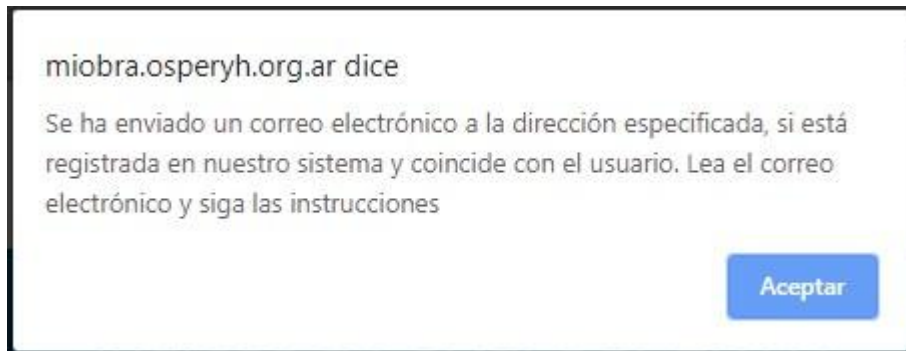 miobra.osperyh.org.ar dice
Se ha enviado un correo electrónico a la dirección especificada, si está
registrada en nuestro sistema y coincide con el usuario. Lea el correo
electrónico y siga las instrucciones
Aceptar